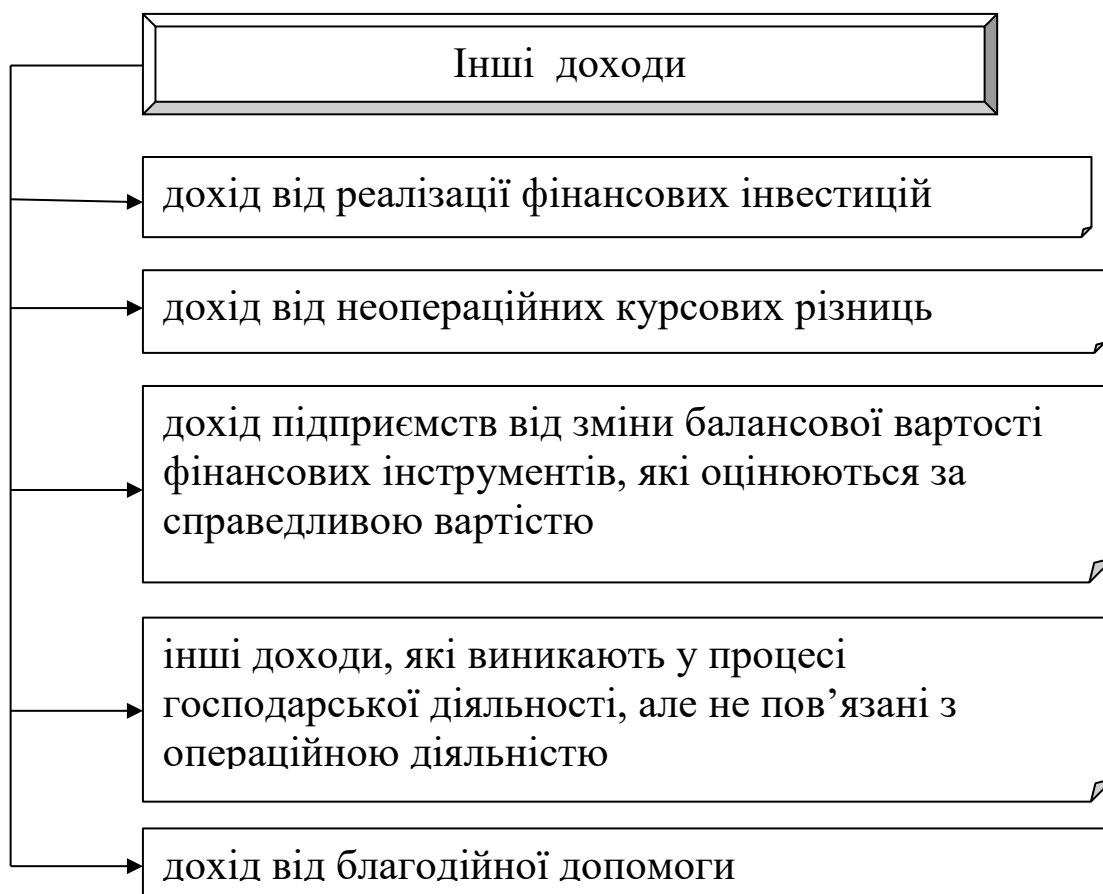 Інші доходи
дохід від реалізації фінансових інвестицій
дохід від неопераційних курсових різниць
дохід підприємств від зміни балансової вартості
фінансових інструментів, які оцінюються за
справедливою вартістю
інші доходи, які виникають у процесі
господарської діяльності, але не пов’язані з
операційною діяльністю
дохід від благодійної допомоги